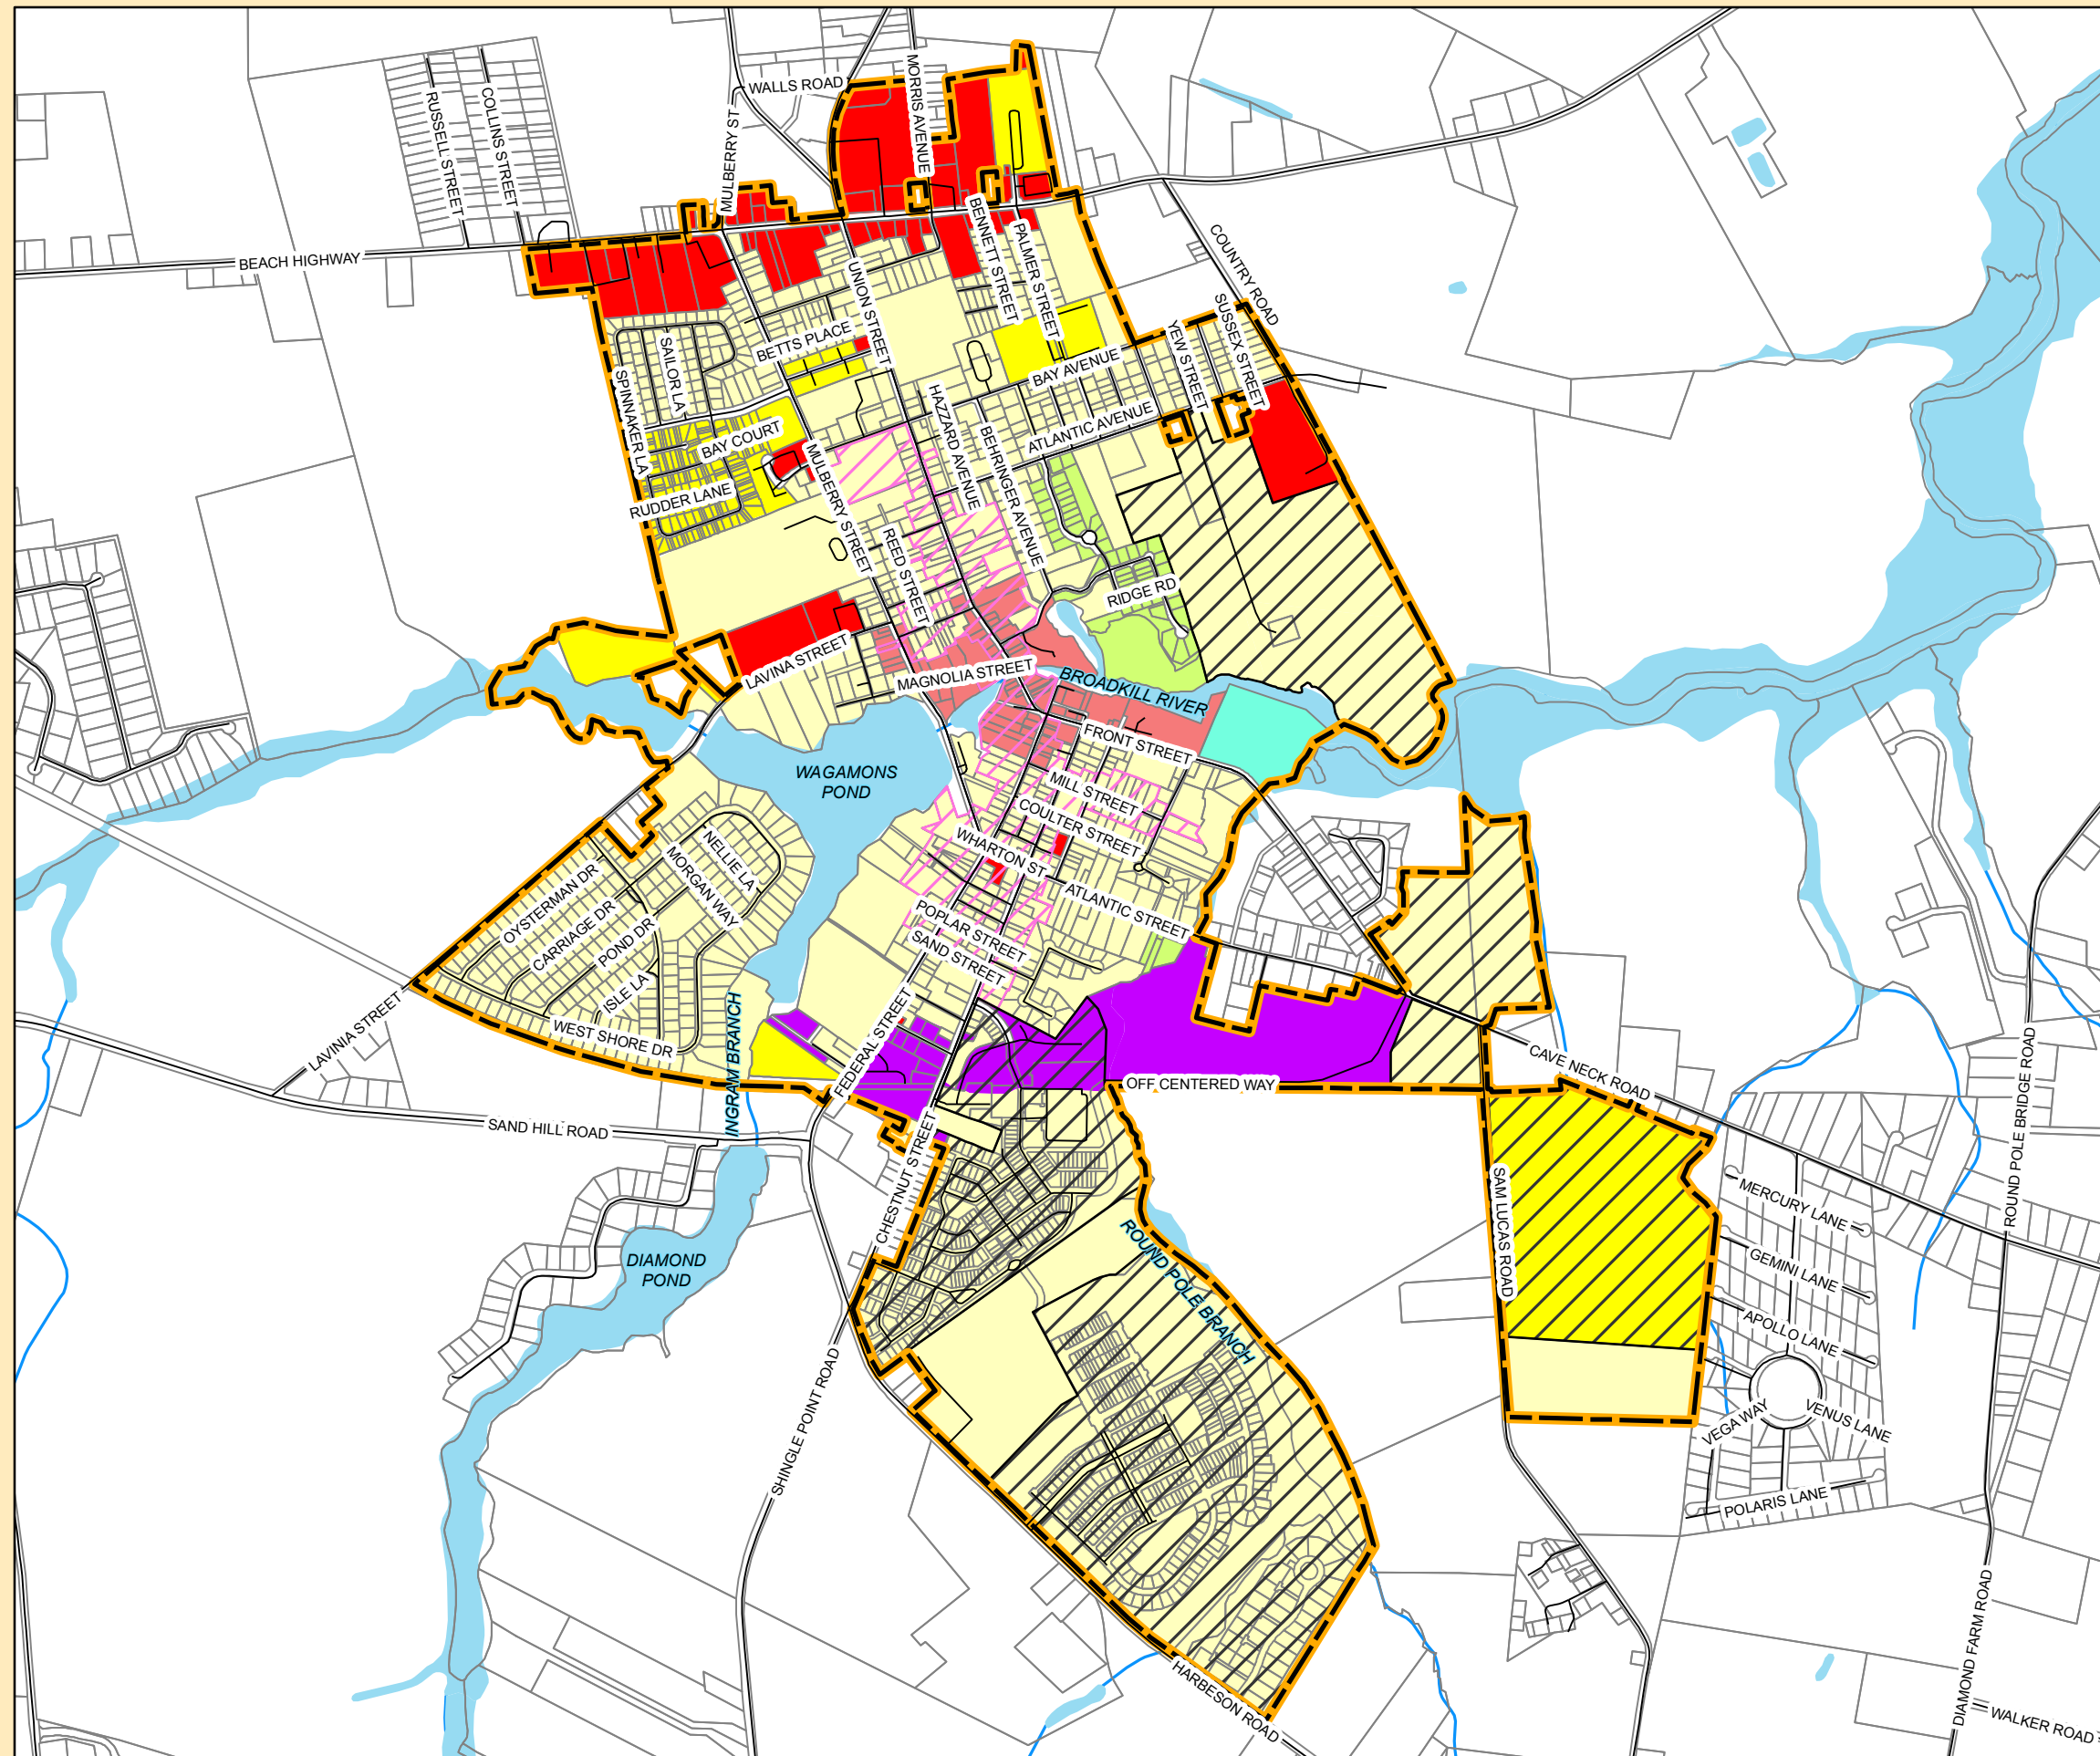 WALLS ROAD
MORRIS AVENUE
RUSSELL STREET
COLLINS STREET
MULBERRY ST
BEACH HIGHWAY
BENNETT STREET
PALMER STREET
COUNTRY ROAD
UNION STREET
SUSSEX STREET
YEW STREET
BETTS PLACE
SAILOR LA
SPINNAKER LA
BAY AVENUE
HAZZARD AVENUE
BEHRINGER AVENUE
ATLANTIC AVENUE
BAY COURT
MULBERRY STREET
RUDDER LANE
REED STREET
RIDGE RD
LAVINA STREET
MAGNOLIA STREET
BROADKILL RIVER
FRONT STREET
WAGAMONS
POND
MILL STREET
COULTER STREET
WHARTON ST
ATLANTIC STREET
NELLIE LA
MORGAN WAY
OYSTERMAN DR
CARRIAGE DR
POND DR
ISLE LA
POPLAR STREET
SAND STREET
WEST SHORE DR
LAVINIA STREET
INGRAM BRANCH
FEDERAL STREET
OFF CENTERED WAY
CAVE NECK ROAD
ROUND POLE BRIDGE ROAD
SAND HILL ROAD
CHESTNUT STREET
SAM LUCAS ROAD
MERCURY LANE
DIAMOND
POND
ROUND POLE BRANCH
GEMINI LANE
APOLLO LANE
SHINGLE POINT ROAD
VEGA WAY
VENUS LANE
POLARIS LANE
HARBESON ROAD
DIAMOND FARM ROAD
WALKER ROAD